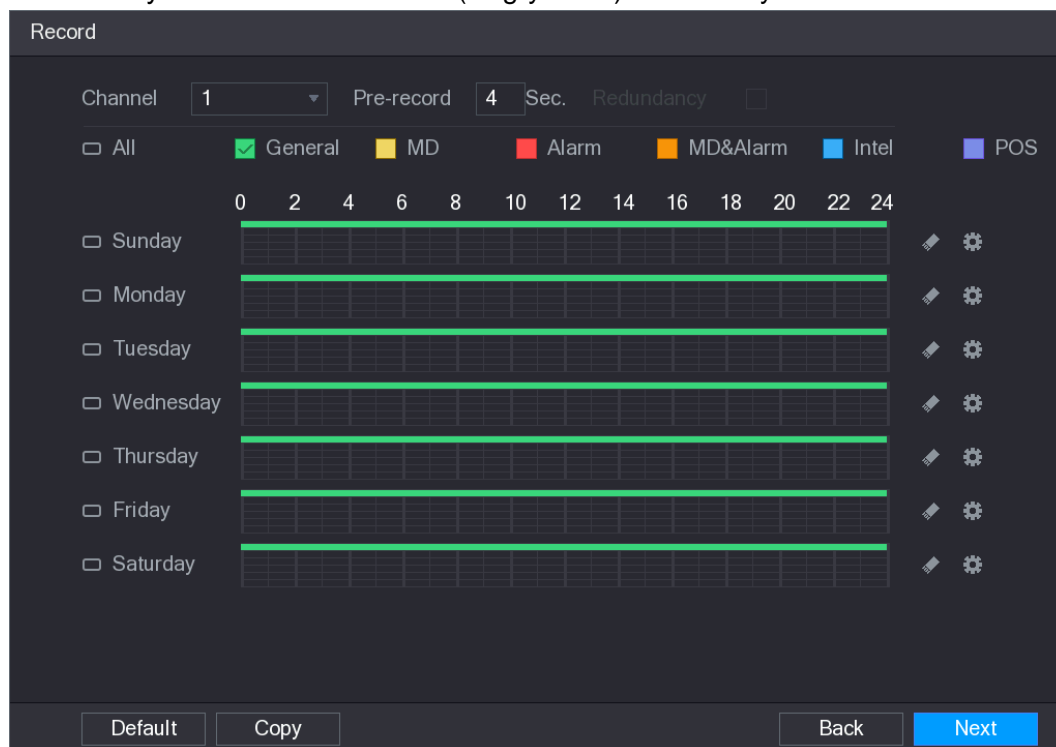 Record
Channel 1 Pre-record 4 Sec. Redundancy
All General MD Alarm MD&Alarm Intel POS
0 2 4 6 8 10 12 14 16 18 20 22 24
Sunday
Monday
Tuesday
Wednesday
Thursday
Friday
Saturday
Default Copy Back Next